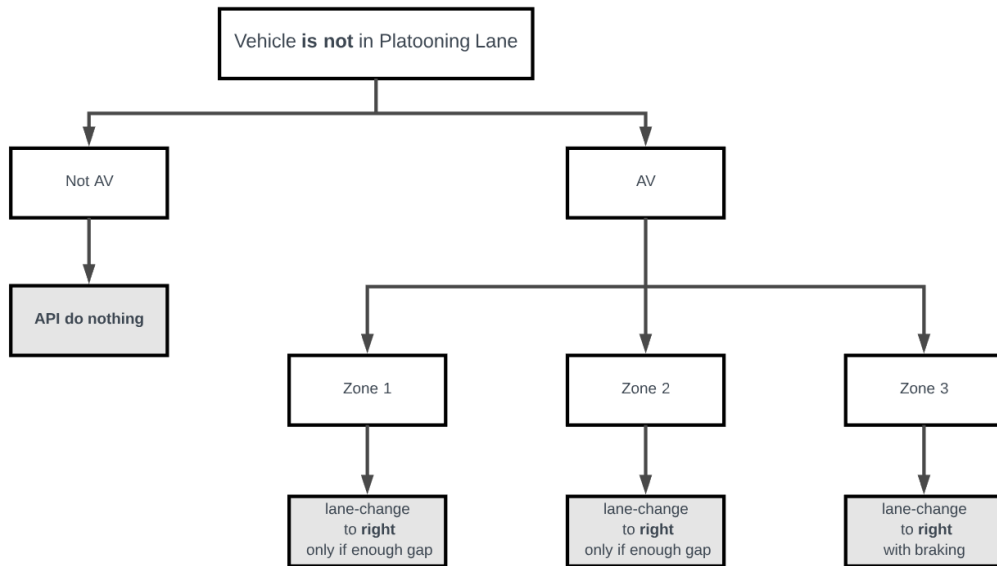 Vehicle is not in Platooning Lane
Not AV
AV
API do nothing
Zone 1
Zone 2
Zone 3
lane-change
to right
only if enough gap
lane-change
to right
only if enough gap
lane-change
to right
with braking